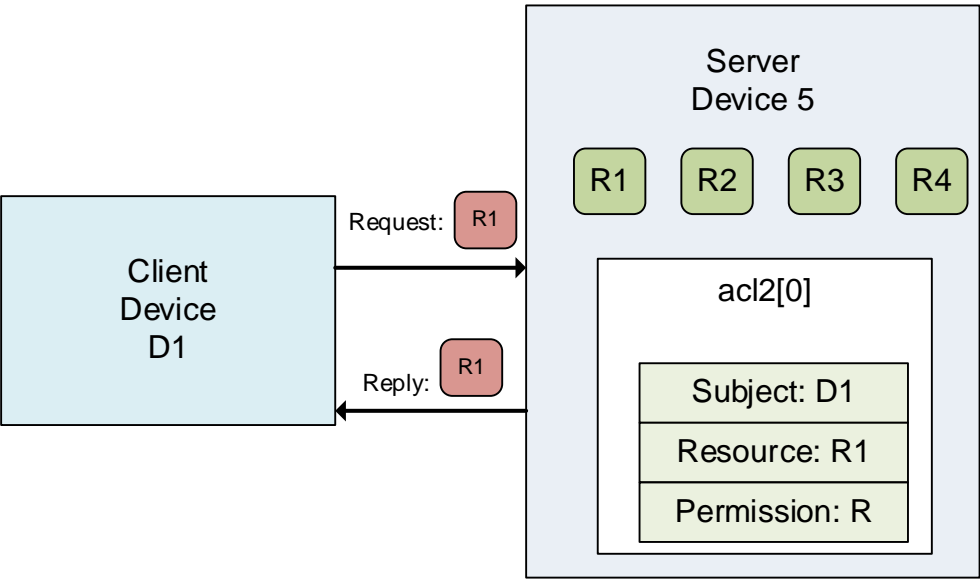 Server
Device 5
R1 R2 R3 R4
Request: R1
Client
Device
D1
Reply: R1
acl2[0]
Subject: D1
Resource: R1
Permission: R